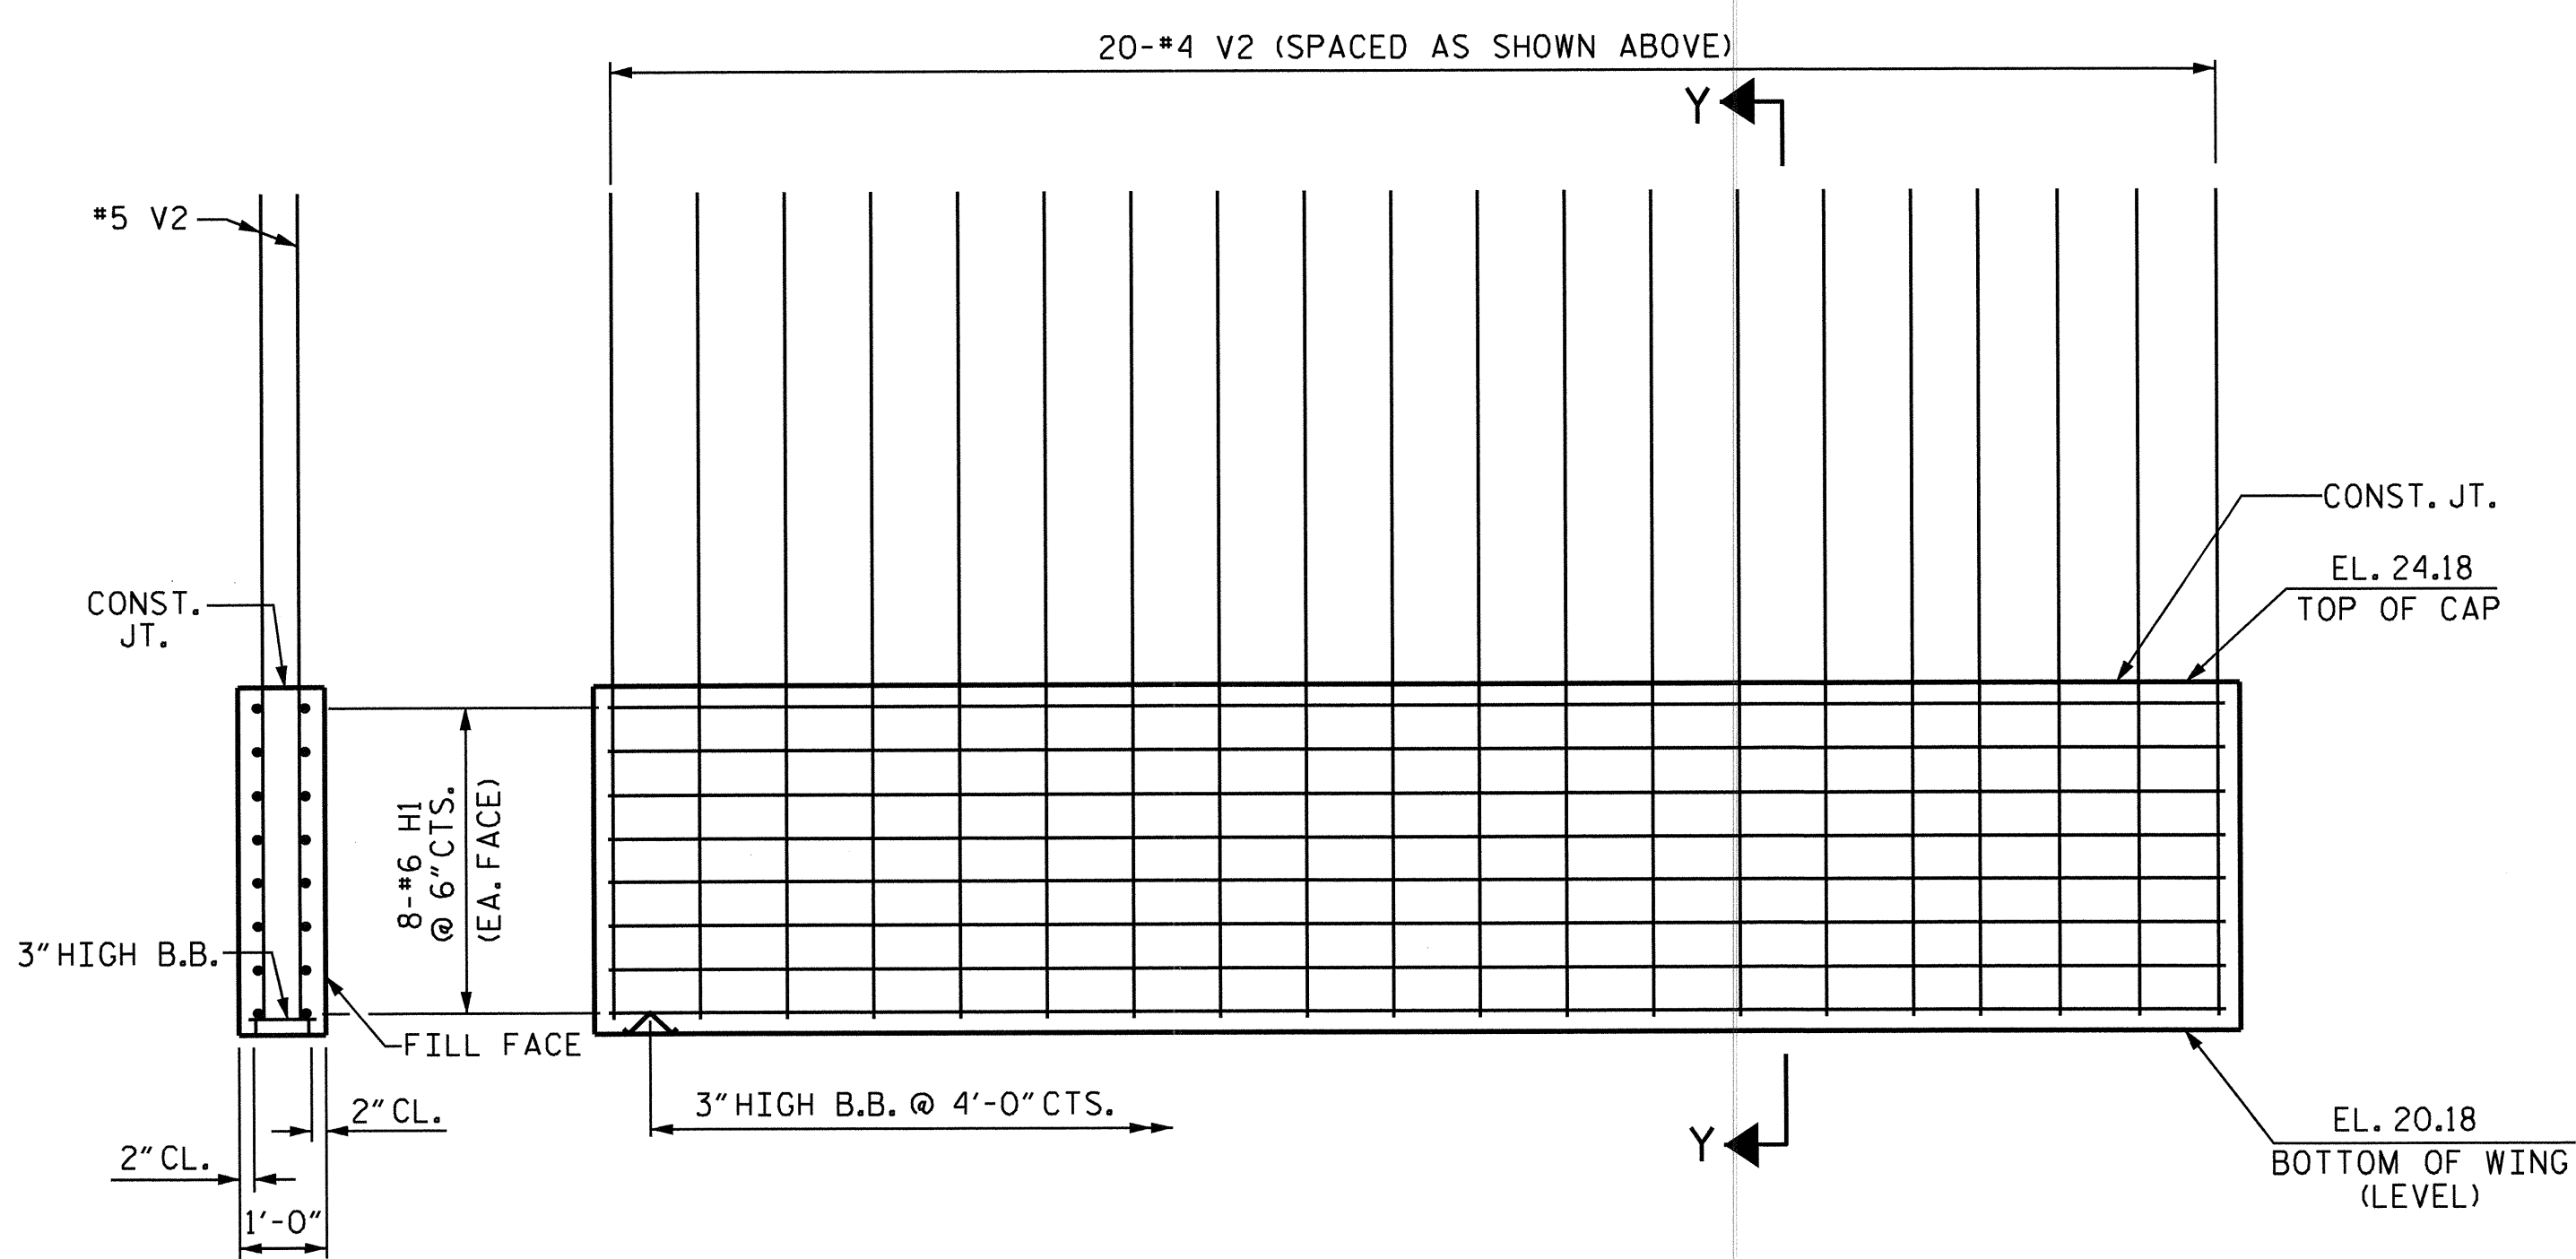 20-#4 V2 (SPACED AS SHOWN ABOVE)
Y
#5 V2
CONST. JT.
EL. 24.18
TOP OF CAP
CONST.
JT.
8-#6 H1
@ 6" CTS.
(EA. FACE)
3" HIGH B.B.
FILL FACE
3" HIGH B.B. @ 4'-0" CTS.
2" CL.
2" CL.
1'-0"
Y
EL. 20.18
BOTTOM OF WING
(LEVEL)